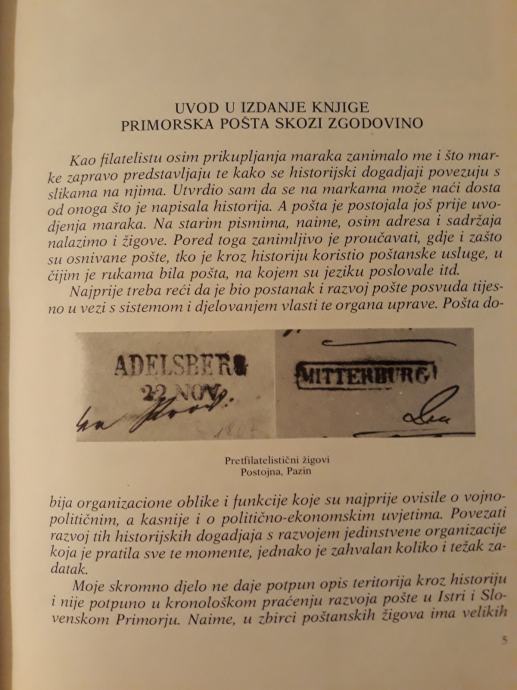 UVOD U IZDANJE KNJIGE
PRIMORSKA POŠTA SKOZI ZGODOVINO
Kao filatelistu osim prikupljanja maraka zanimalo me i što mar-
ke zapravo predstavljaju te kako se historijski dogadjaji povezuju s
slikama na njima. Utvrdio sam da se na markama može naći dosta
od onoga što je napisala historija. A pošta je postojala još prije uvo-
djenja maraka. Na starim pismima, naime, osim adresa i sadržaja
nalazimo i žigove. Pored toga zanimljivo je proučavati, gdje i zašto
su osnivane pošte, tko je kroz historiju koristio poštanske usluge, u
čijim je rukama bila pošta, na kojem su jeziku poslovale itd.
Najprije treba reći da je bio postanak i razvoj pošte posvuda tijes-
no u vezi s sistemom i djelovanjem vlasti te organa uprave. Pošta do-
ADELSBERG
22 NOV.
MITTERBURG
Pretfilatelistični žigovi
Postojna, Pazin
bija organizacione oblike i funkcije koje su najprije ovisile o vojno-
političnim, a kasnije i o politično-ekonomskim uvjetima. Povezati
razvoj tih historijskih dogadjaja s razvojem jedinstvene organizacije
koja je pratila sve te momente, jednako je zahvalan koliko i težak za-
datak.
Moje skromno djelo ne daje potpun opis teritorija kroz historiju
i nije potpuno u kronološkom praćenju razvoja pošte u Istri i Slo-
venskom Primorju. Naime, u zbirci poštanskih žigova ima velikih
5